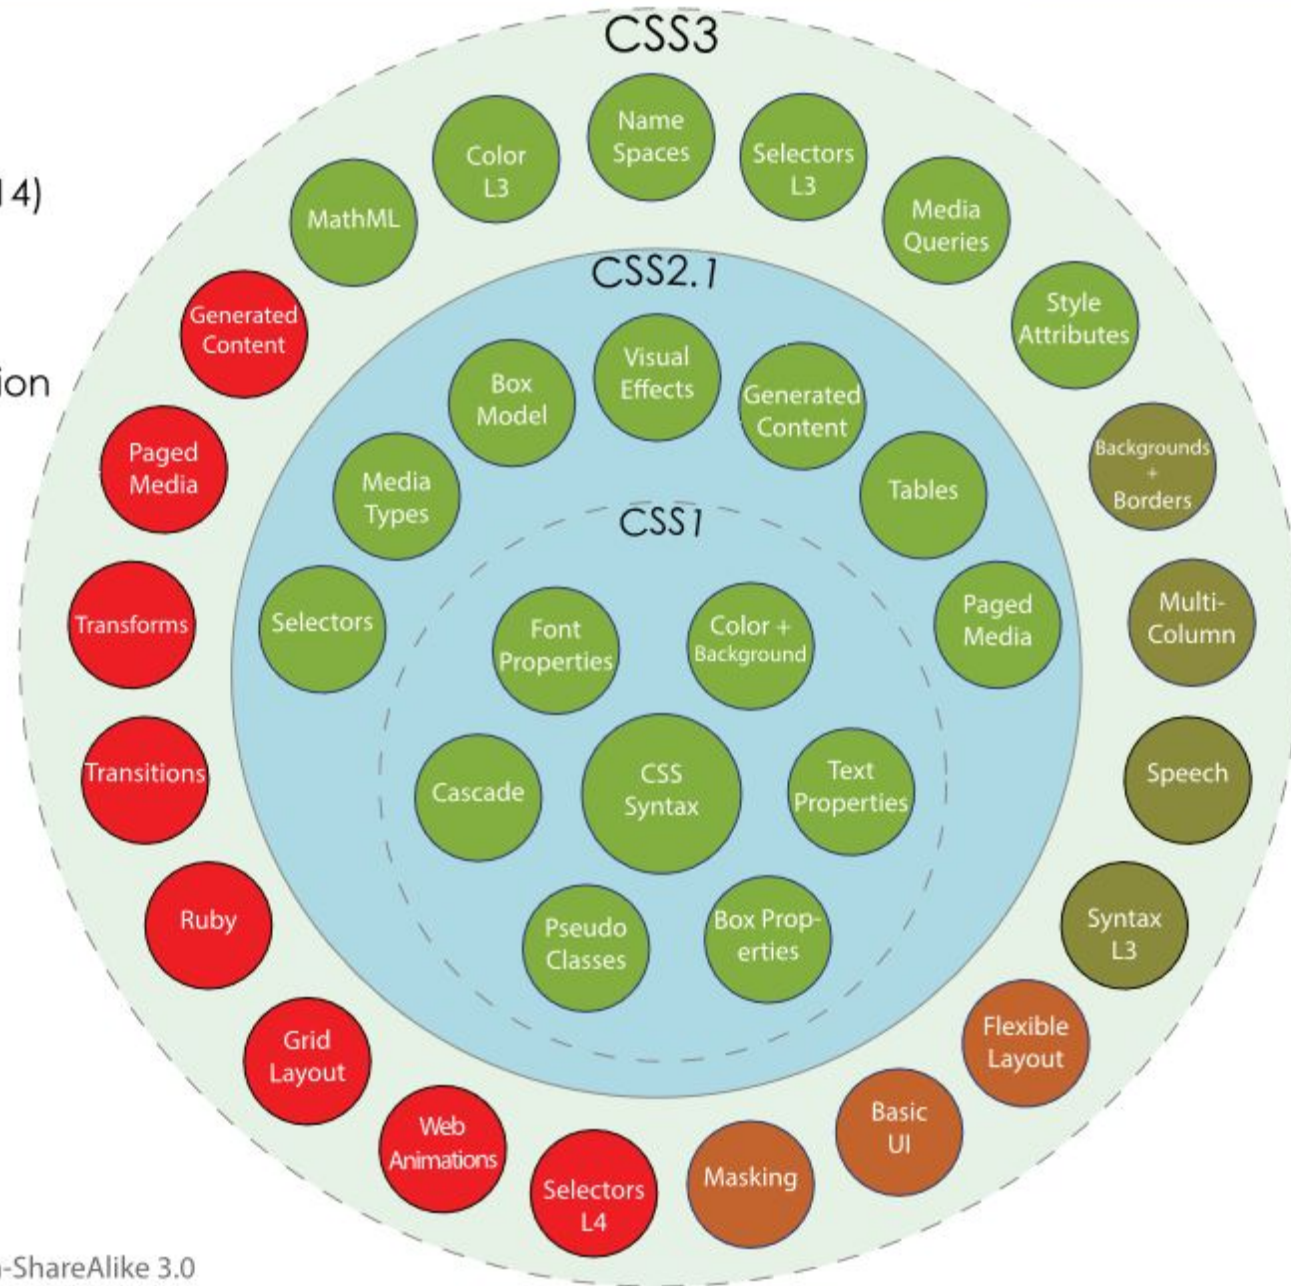 CSS3
14)
ion
Name
Spaces
Color
L3
Selectors
L3
MathML
Media
Queries
Generated
Content
Style
Attributes
Paged
Media
Backgrounds
+
Borders
Transforms
Multi-
Column
Transitions
Speech
Ruby
Syntax
L3
Grid
Layout
Flexible
Layout
Web
Animations
Basic
UI
Selectors
L4
Masking
CSS2.1
Visual
Effects
Box
Model
Generated
Content
Media
Types
Tables
Selectors
Paged
Media
CSS1
Font
Properties
Color +
Background
Cascade
CSS
Syntax
Text
Properties
Pseudo
Classes
Box Prop-
erties
-ShareAlike 3.0